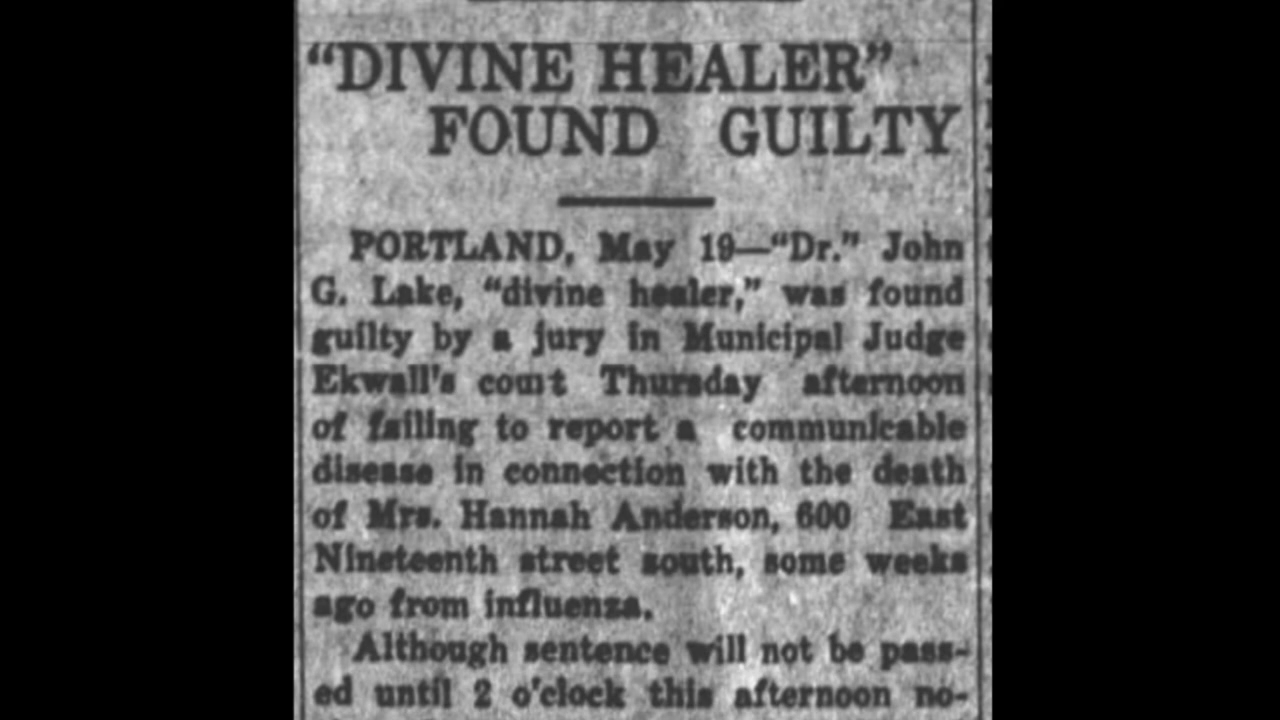 “DIVINE HEALER”
FOUND GUILTY
PORTLAND, May 19—“Dr.” John
G. Lake, “divine healer,” was found
guilty by a jury in Municipal Judge
Ekwall's court Thursday afternoon
of failing to report a communicable
disease in connection with the death
of Mrs. Hannah Anderson, 600 East
Nineteenth street south, some weeks
ago from influenza.
Although sentence will not be pass-
ed until 2 o'clock this afternoon no-